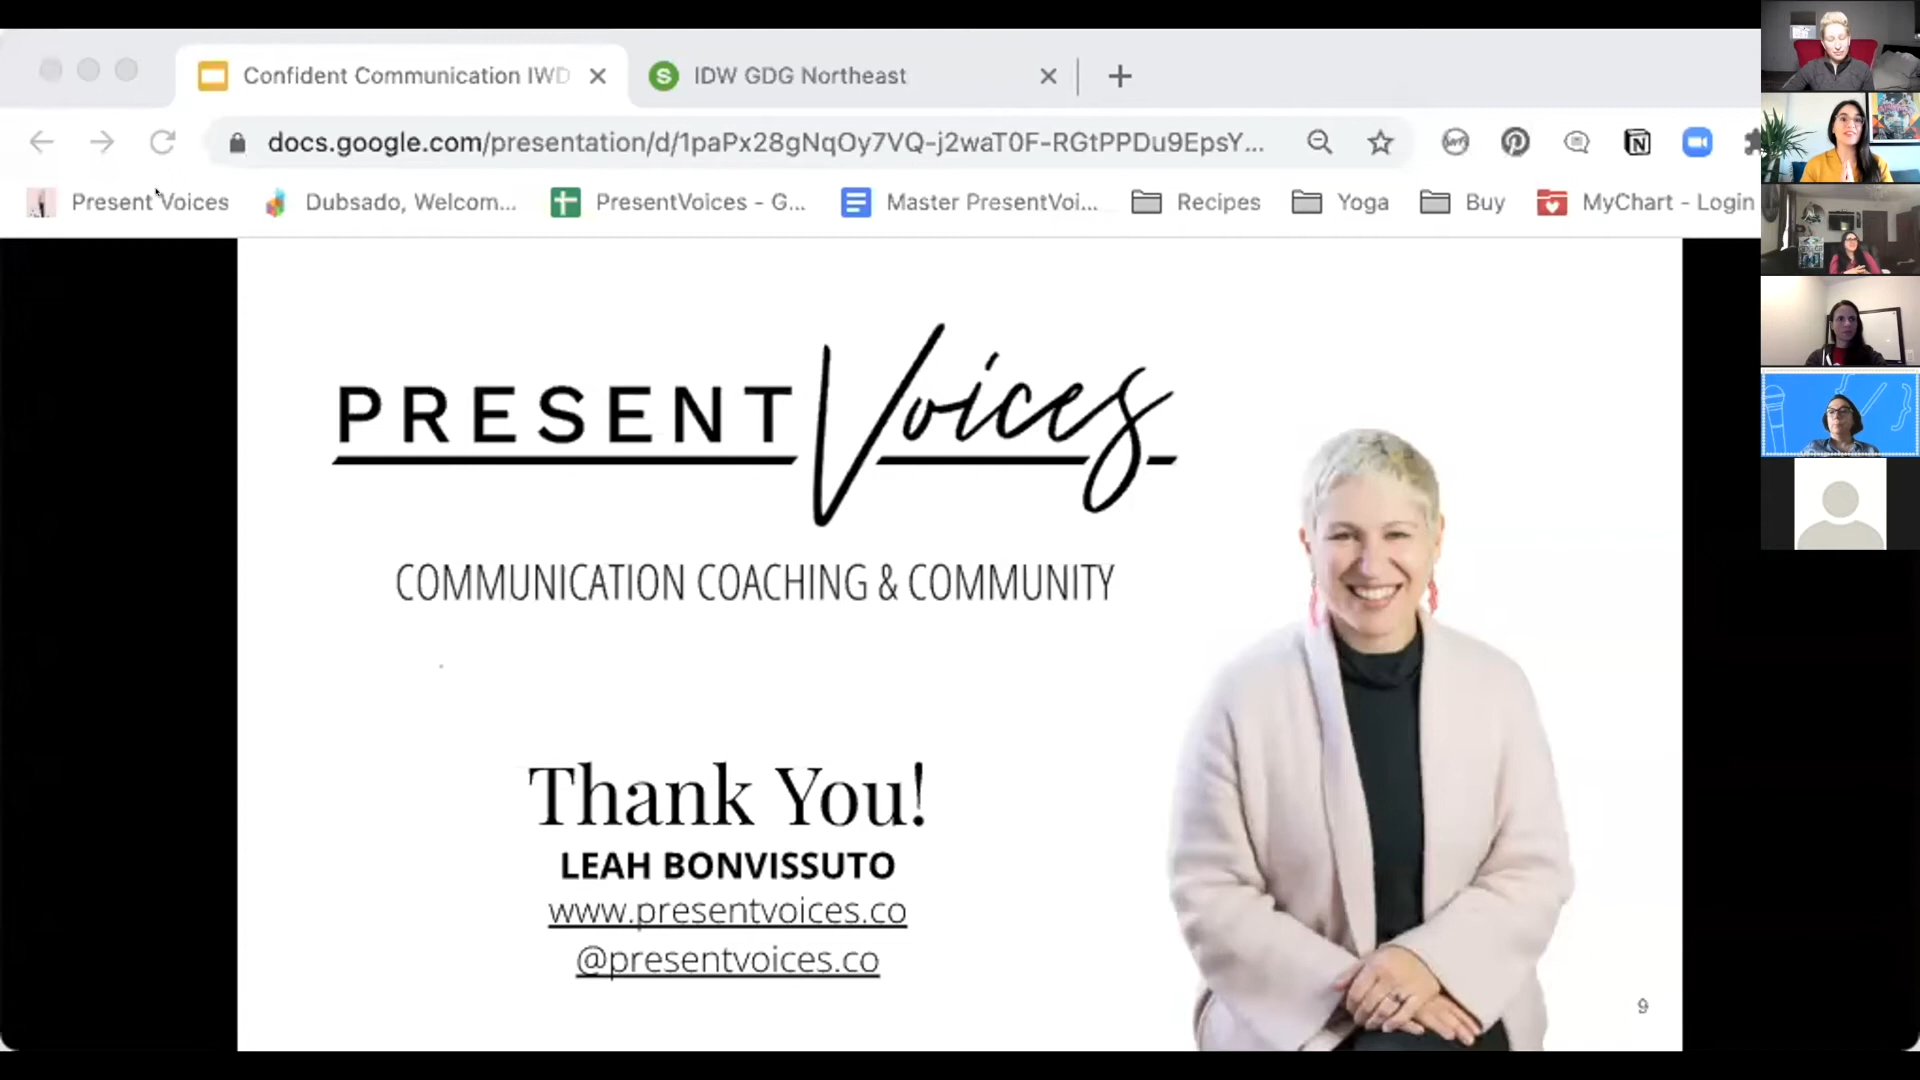 Confident Communication IWD
IDW GDG Northeast
docs.google.com/presentation/d/1paPx28gNqOy7VQ-j2waT0F-RGtPPDu9EpsY...
Present Voices
Dubsado, Welcom...
PresentVoices - G...
Master PresentVoi...
Recipes
Yoga
Buy
MyChart - Login
PRESENT Voices
COMMUNICATION COACHING & COMMUNITY
Thank You!
LEAH BONVISSUTO
www.presentvoices.co
@presentvoices.co
9